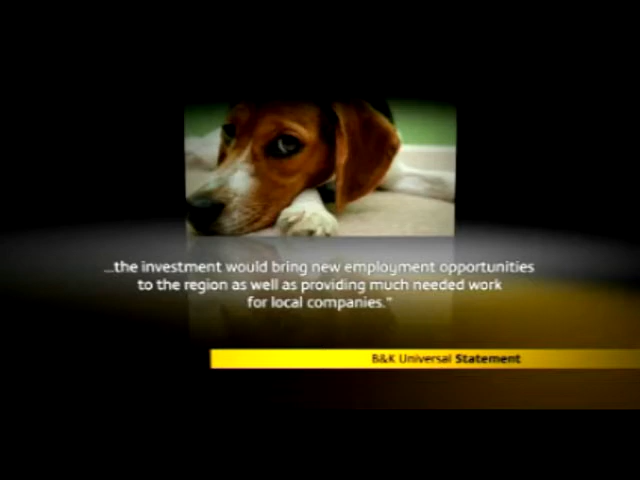 ...the investment would bring new employment opportunities
to the region as well as providing much needed work
for local companies."
B&K Universal Statement